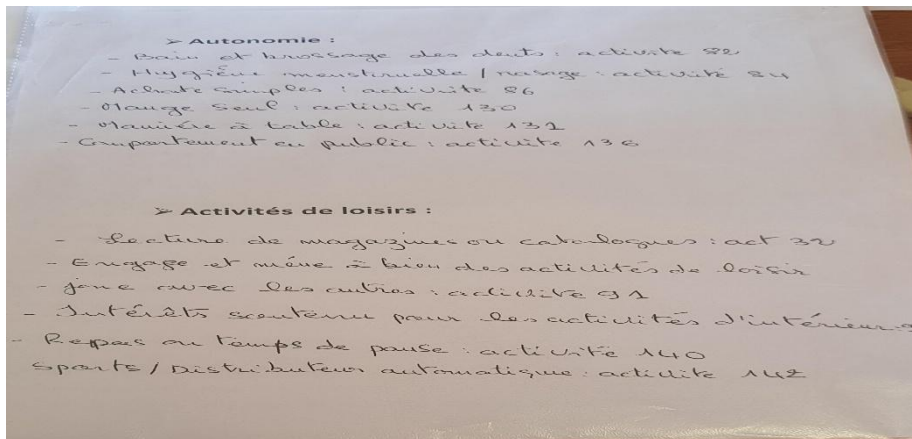 ➢ Autonomie :
- Bain et brossage des dents : activité 82
- Hygiène menstruelle / rasage : activité 84
- Achats simples : activité 86
- Mange seul : activité 130
- Manière à table : activité 132
- Comportement en public : activité 136
➢ Activités de loisirs :
- Lecture de magazines ou catalogues : act 32
- Engage et mène à bien des activités de loisir
- joue avec les autres : activité 91
- Intérêts soutenu pour les activités d'intérieur
- Repas ou temps de pause : activité 140
Sports / Distributeur automatique : activité 142